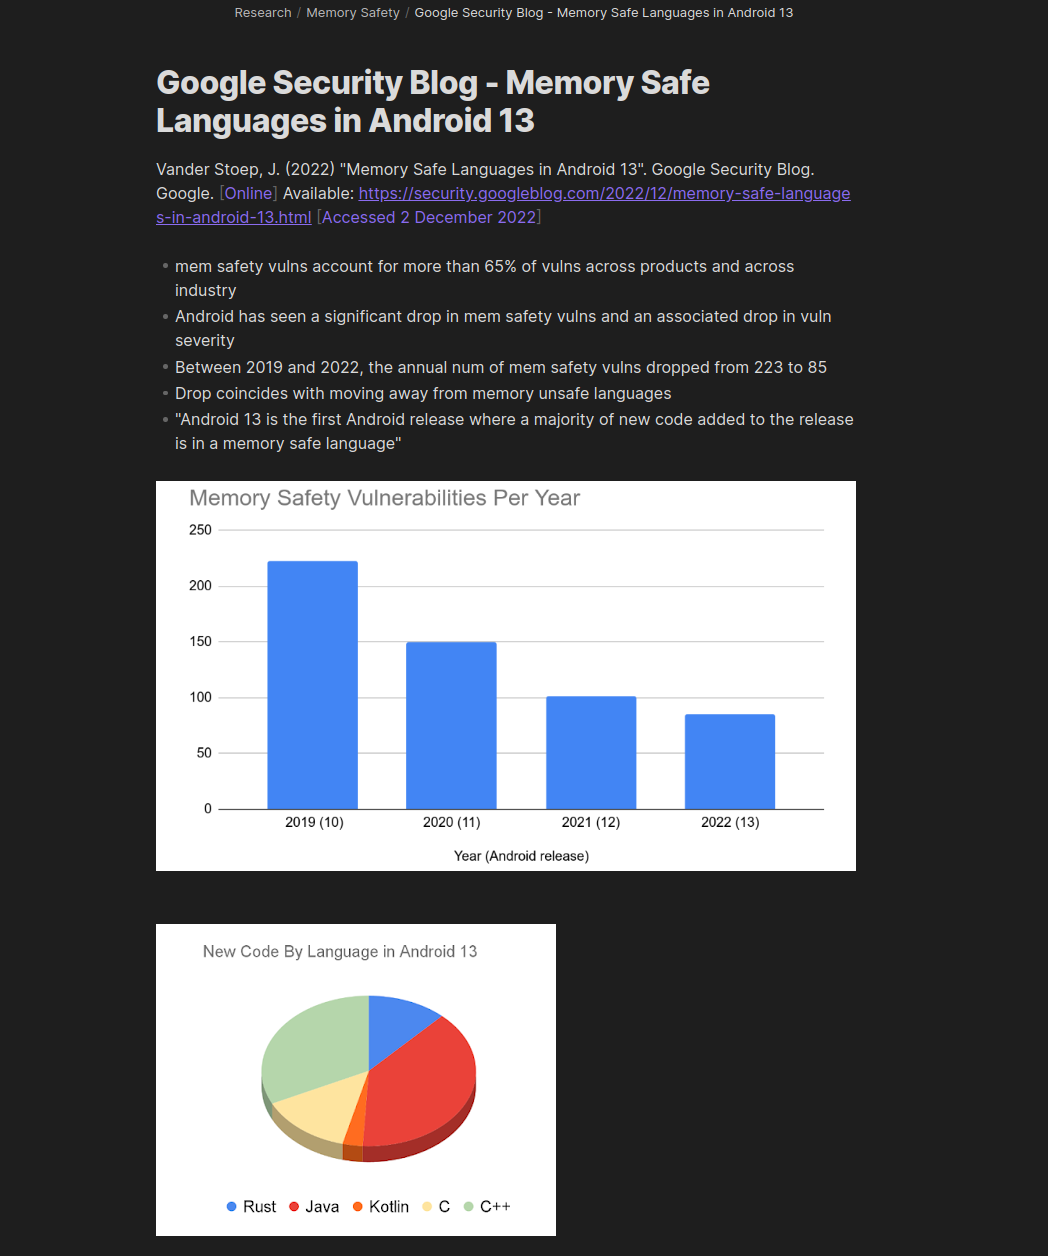 Research / Memory Safety / Google Security Blog - Memory Safe Languages in Android 13
Google Security Blog - Memory Safe
Languages in Android 13
Vander Stoep, J. (2022) "Memory Safe Languages in Android 13". Google Security Blog.
Google. [Online] Available: https://security.googleblog.com/2022/12/memory-safe-language
s-in-android-13.html [Accessed 2 December 2022]
• mem safety vulns account for more than 65% of vulns across products and across
industry
• Android has seen a significant drop in mem safety vulns and an associated drop in vuln
severity
• Between 2019 and 2022, the annual num of mem safety vulns dropped from 223 to 85
• Drop coincides with moving away from memory unsafe languages
• "Android 13 is the first Android release where a majority of new code added to the release
is in a memory safe language"
Memory Safety Vulnerabilities Per Year
250
200
150
100
50
0
2019 (10) 2020 (11) 2021 (12) 2022 (13)
Year (Android release)
New Code By Language in Android 13
Rust Java Kotlin C C++